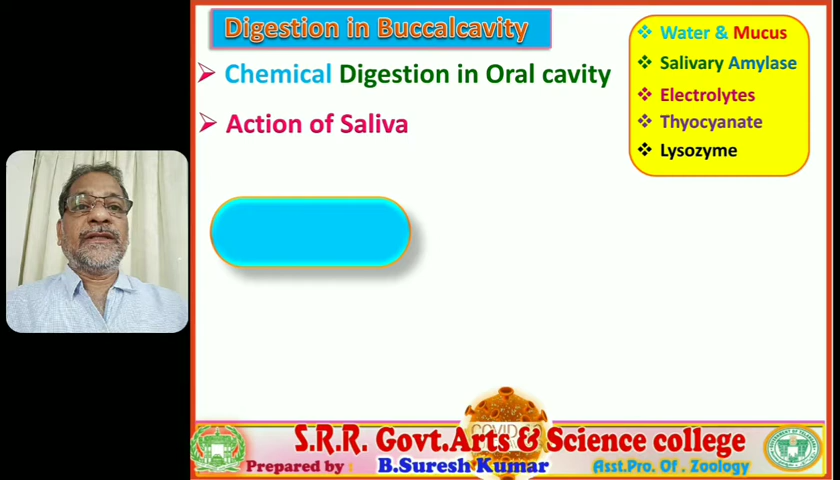 Digestion in Buccalcavity
Chemical Digestion in Oral cavity
Action of Saliva
Water & Mucus
Salivary Amylase
Electrolytes
Thyocyanate
Lysozyme
S.R.R. Govt.Arts & Science college
Prepared by : B.Suresh Kumar Asst.Pro. Of . Zoology